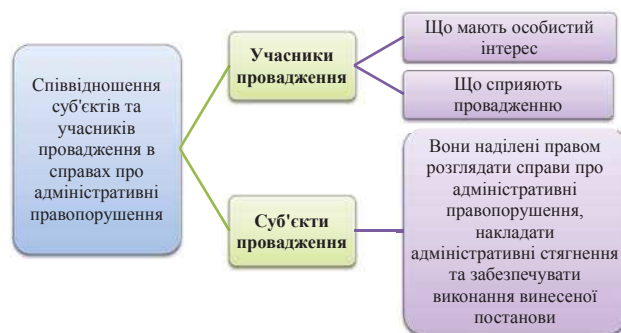 Співвідношення
суб'єктів та
учасників
провадження в
справах про
адміністративні
правопорушення
Учасники
провадження
Що мають особистий
інтерес
Що сприяють
провадженню
Суб'єкти
провадження
Вони наділені правом
розглядати справи про
адміністративні
правопорушення,
накладати
адміністративні стягнення
та забезпечувати
виконання винесеної
постанови